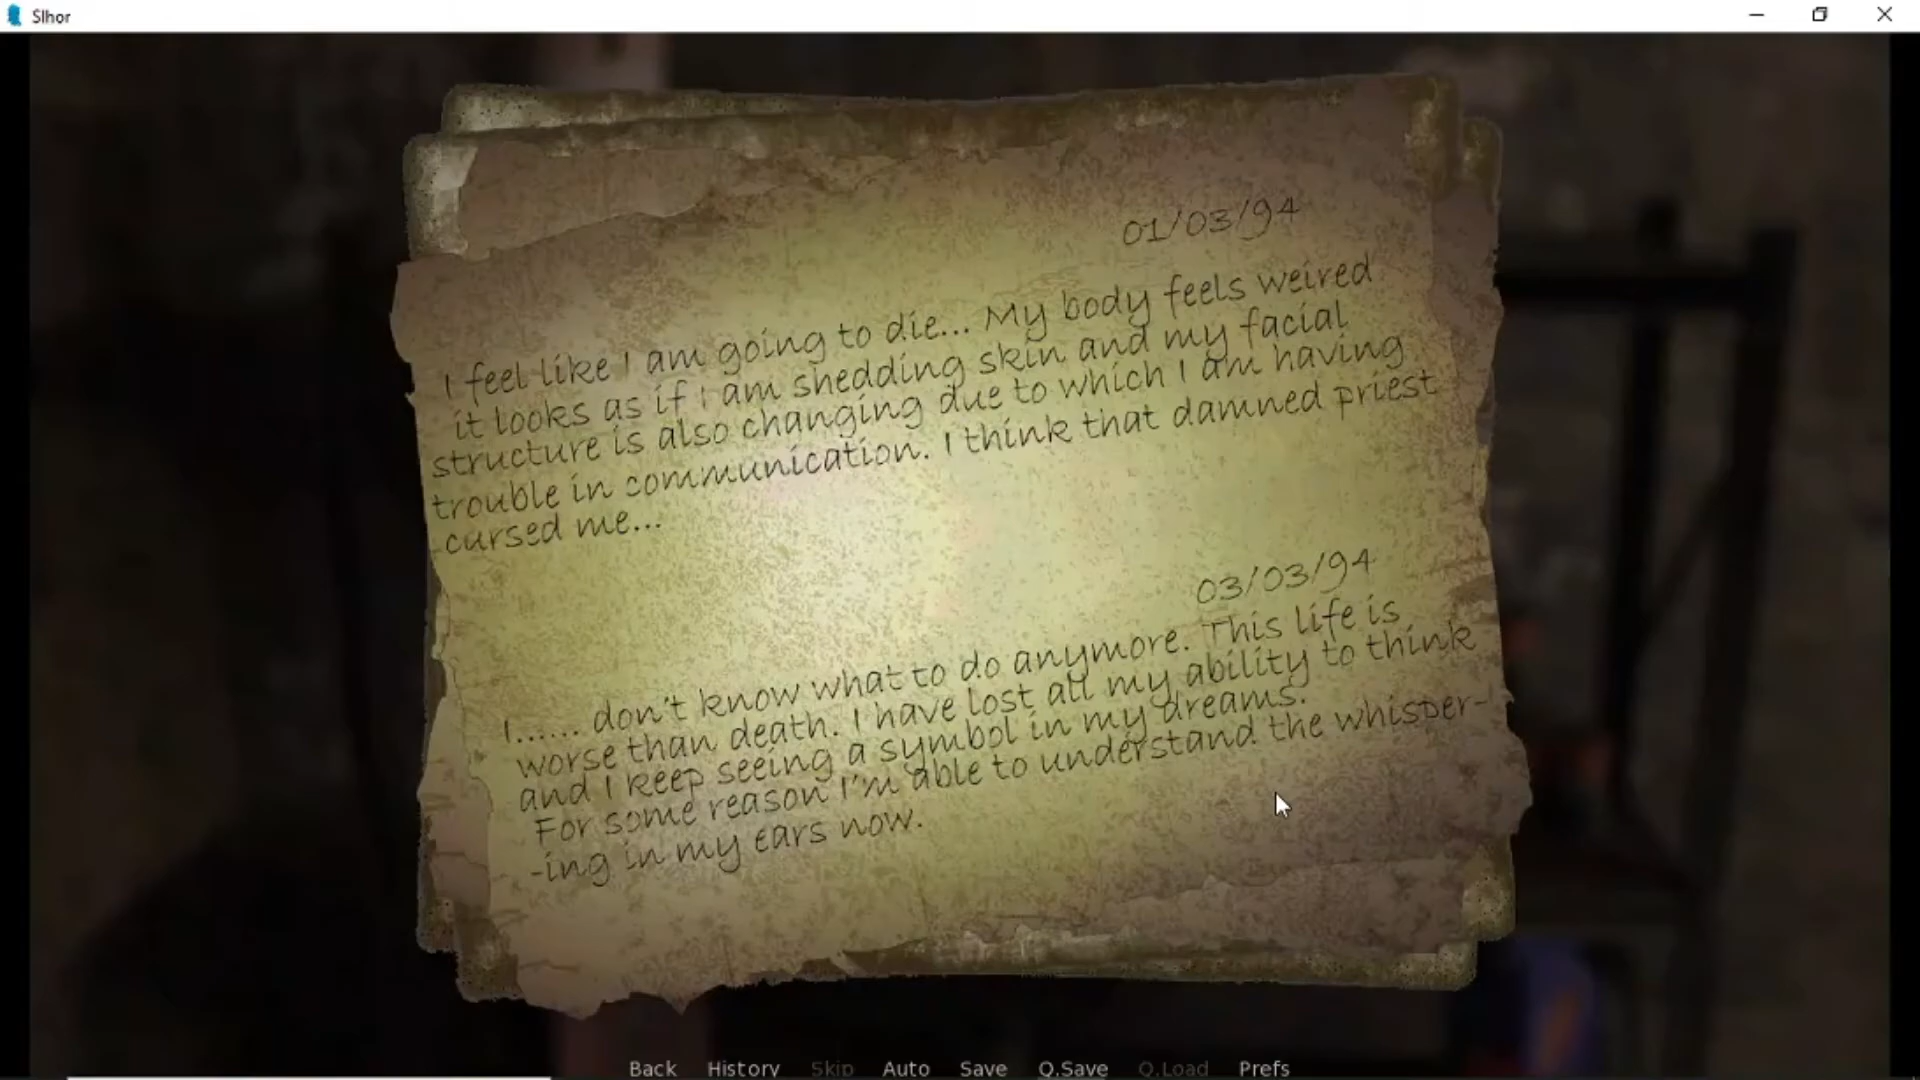 Slhor
01/03/94
I feel like I am going to die... My body feels weired
it looks as if I am shedding skin and my facial
structure is also changing due to which I am having
trouble in communication. I think that damned priest
cursed me...
03/03/94
I...... don't know what to do anymore. This life is
worse than death. I have lost all my ability to think
and I keep seeing a symbol in my dreams.
For some reason I'm able to understand the whisper-
-ing in my ears now.
Back History Skip Auto Save Q.Save Q.Load Prefs